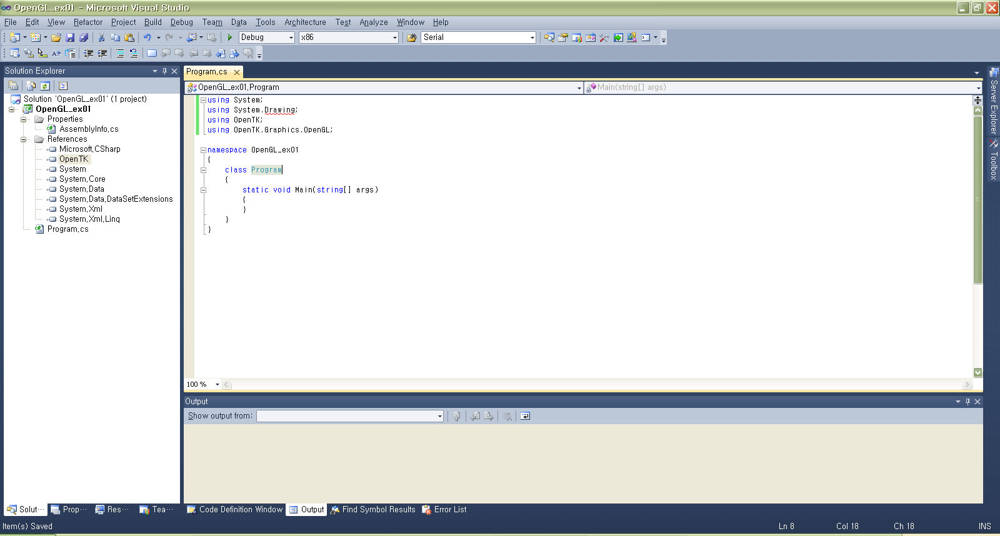 OpenGL_ex01 - Microsoft Visual Studio
File Edit View Refactor Project Build Debug Team Data Tools Architecture Test Analyze Window Help
Debug x86 Serial
Solution Explorer
Solution 'OpenGL_ex01' (1 project)
OpenGL_ex01
Properties
AssemblyInfo.cs
References
Microsoft.CSharp
OpenTK
System
System.Core
System.Data
System.Data.DataSetExtensions
System.Xml
System.Xml.Linq
Program.cs
Program.cs
OpenGL_ex01.Program Main(string[] args)
using System;
using System.Drawing;
using OpenTK;
using OpenTK.Graphics.OpenGL;
namespace OpenGL_ex01
{
class Program
{
static void Main(string[] args)
{
}
}
}
100 %
Output
Show output from:
Server Explorer
Toolbox
Solut... Prop... Res... Tea...
Code Definition Window Output Find Symbol Results Error List
Item(s) Saved Ln 8 Col 18 Ch 18 INS